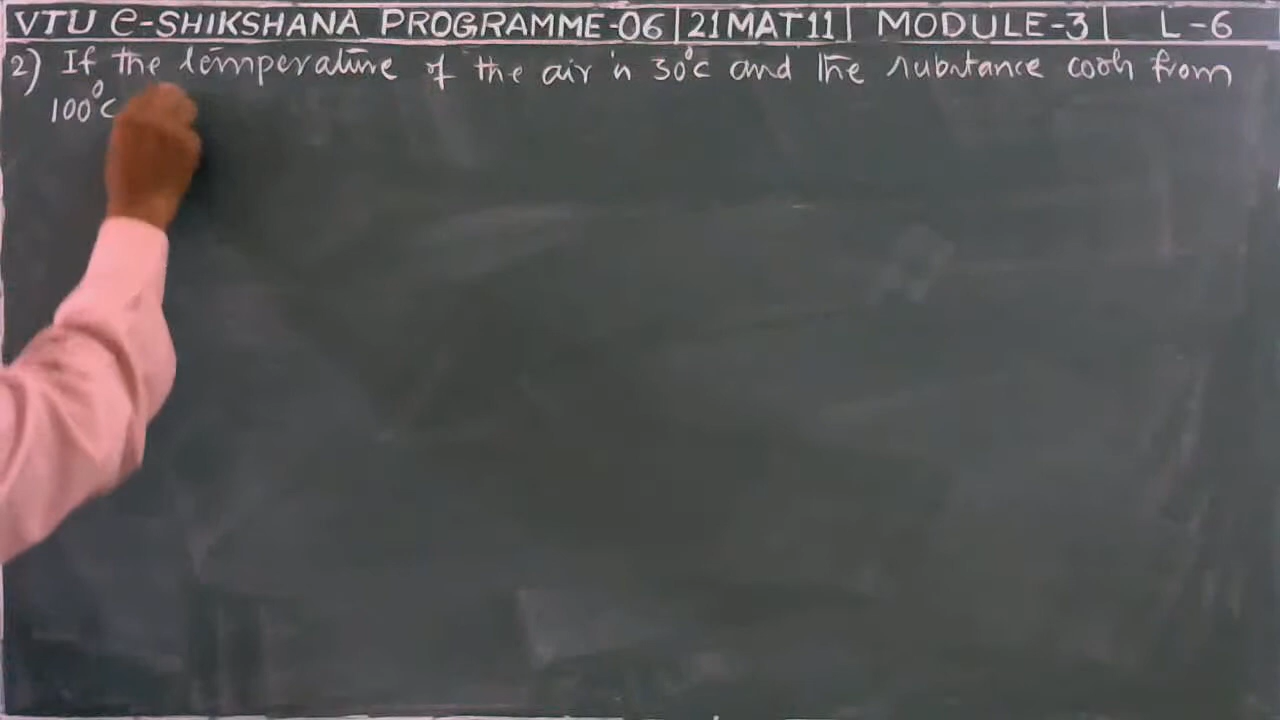 VTU e-SHIKSHANA PROGRAMME-06 | 21MAT11 | MODULE-3 | L-6
2) If the temperature of the air is 30°C and the substance cools from
100°C